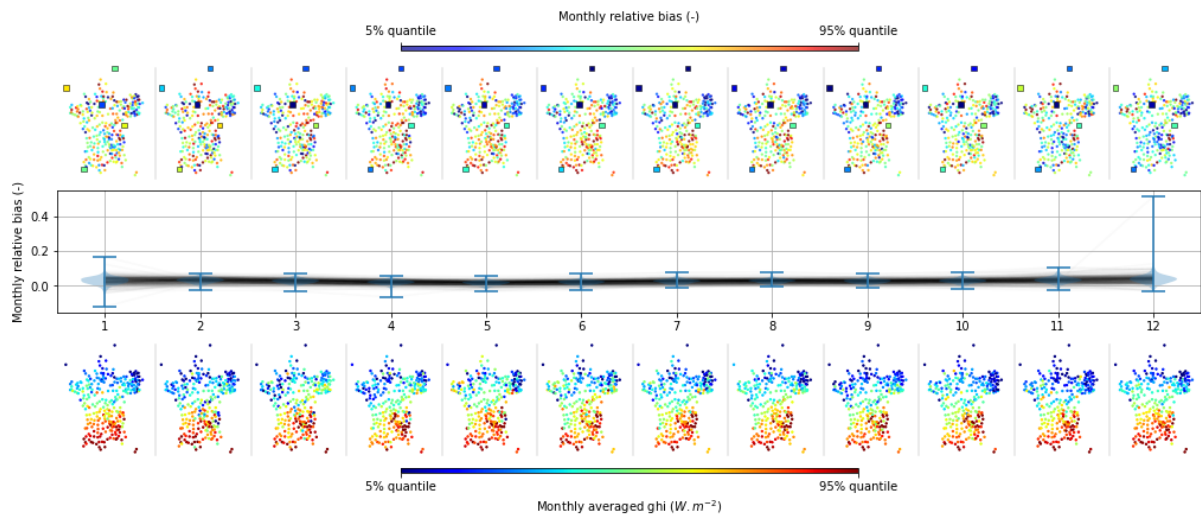 Monthly relative bias (-)
5% quantile 95% quantile
Monthly relative bias (-)
0.4
0.2
0.0
1 2 3 4 5 6 7 8 9 10 11 12
5% quantile 95% quantile
Monthly averaged ghi (W.m⁻²)